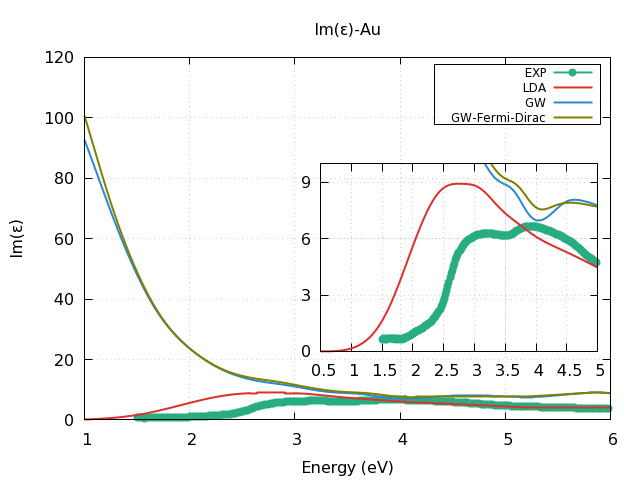 Im(ε)-Au
EXP
LDA
GW
GW-Fermi-Dirac
120
100
80
60
40
20
0
Im(ε)
9
6
3
0
0.5 1 1.5 2 2.5 3 3.5 4 4.5 5
1 2 3 4 5 6
Energy (eV)